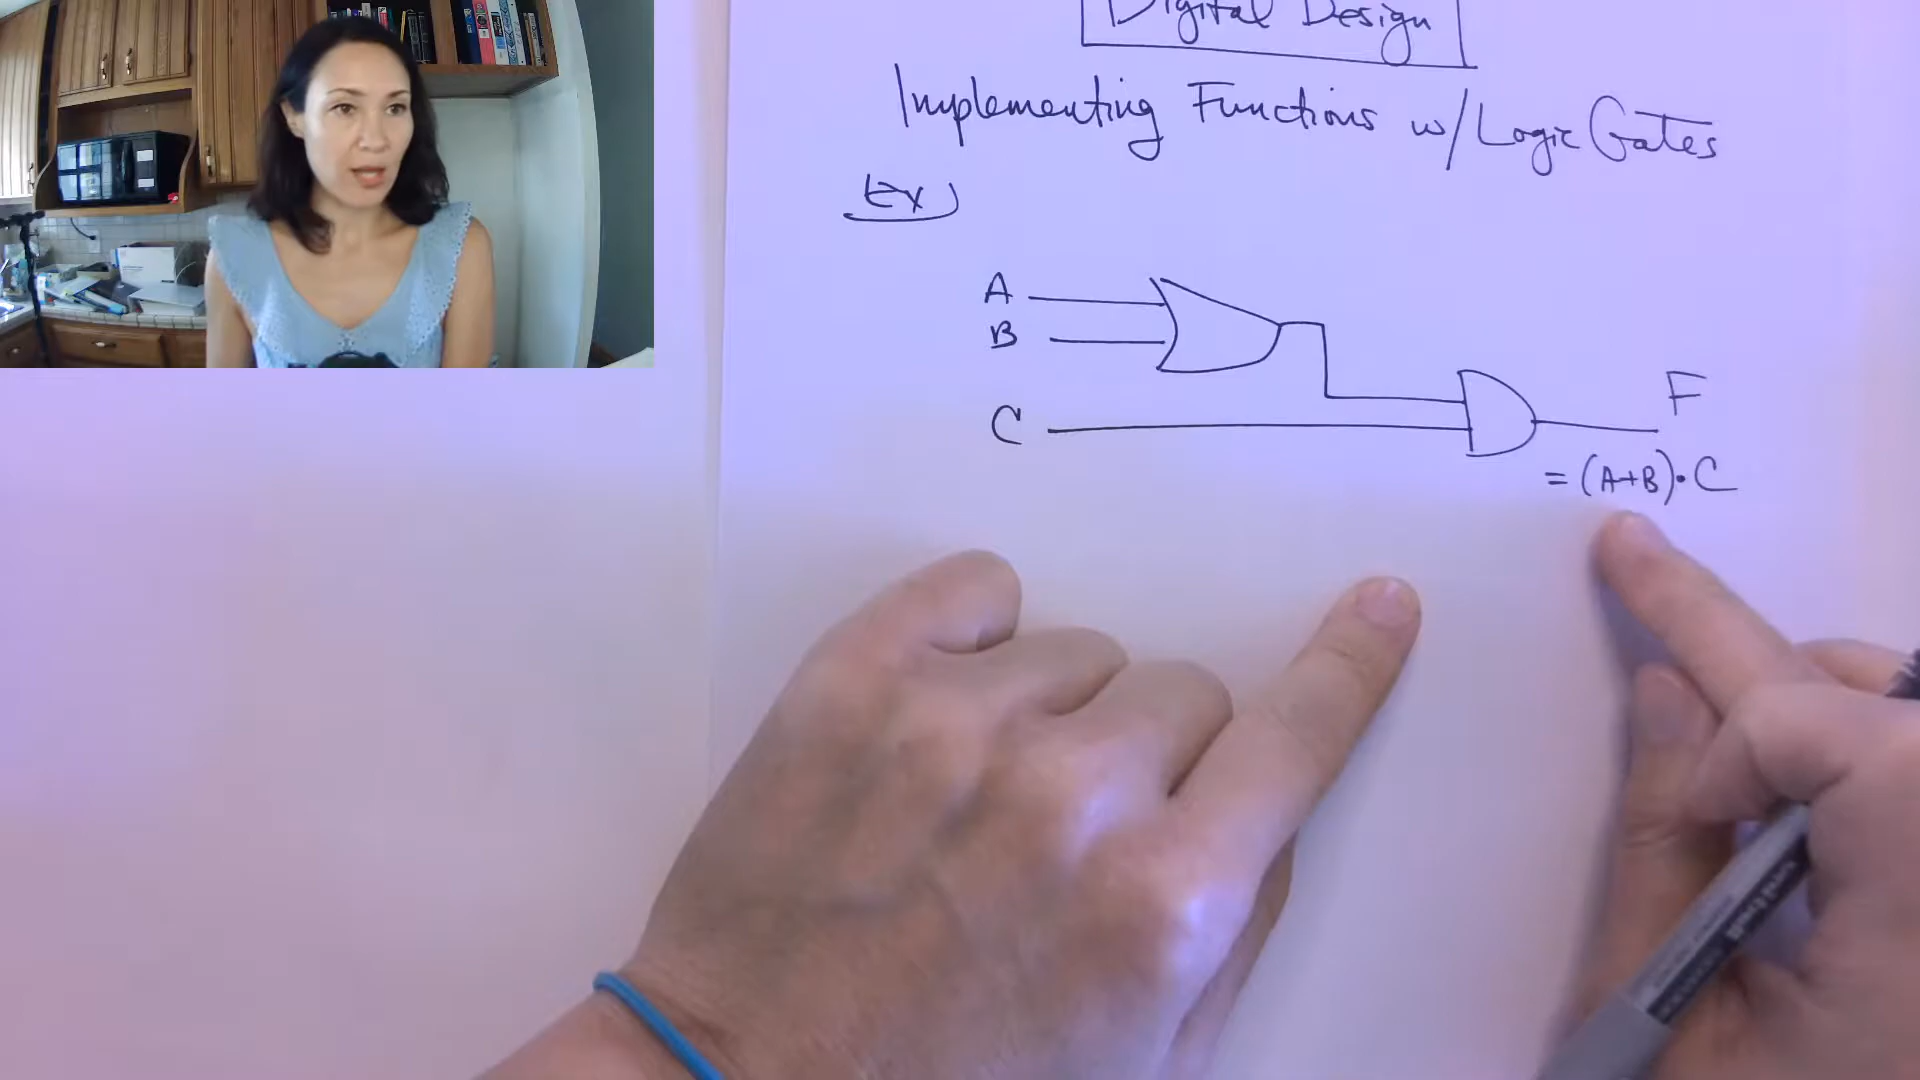 Digital Design
Implementing Functions w/ Logic Gates
Ex)
A
B
C
F
= (A+B)·C